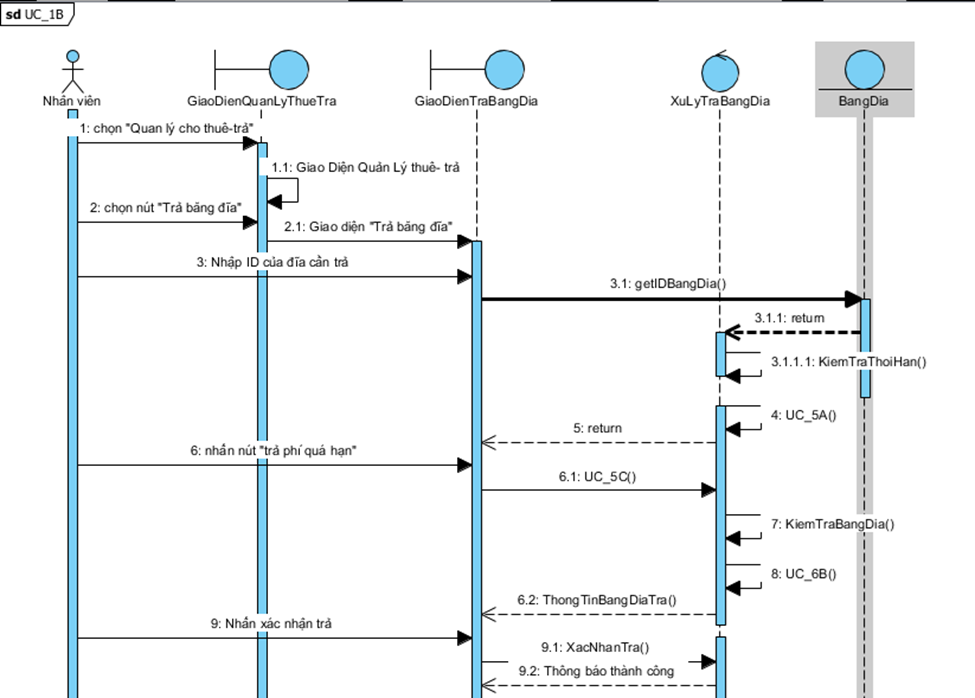 sd UC_1B
Nhân viên
GiaoDienQuanLyThueTra
GiaoDienTraBangDia
XuLyTraBangDia
BangDia
1: chọn "Quan lý cho thuê-trả"
1.1: Giao Diện Quản Lý thuê- trả
2: chọn nút "Trả băng đĩa"
2.1: Giao diện "Trả băng đĩa"
3: Nhập ID của đĩa cần trả
3.1: getIDBangDia()
3.1.1: return
3.1.1.1: KiemTraThoiHan()
4: UC_5A()
5: return
6: nhấn nút "trả phí quá hạn"
6.1: UC_5C()
7: KiemTraBangDia()
8: UC_6B()
6.2: ThongTinBangDiaTra()
9: Nhấn xác nhận trả
9.1: XacNhanTra()
9.2: Thông báo thành công